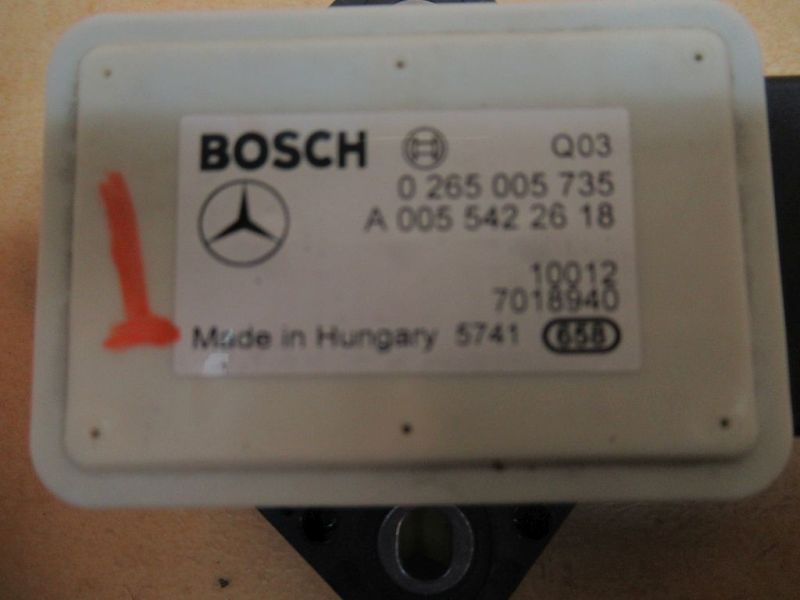 BOSCH Q03
0 265 005 735
A 005 542 26 18
10012
7018940
Made in Hungary 5741 658